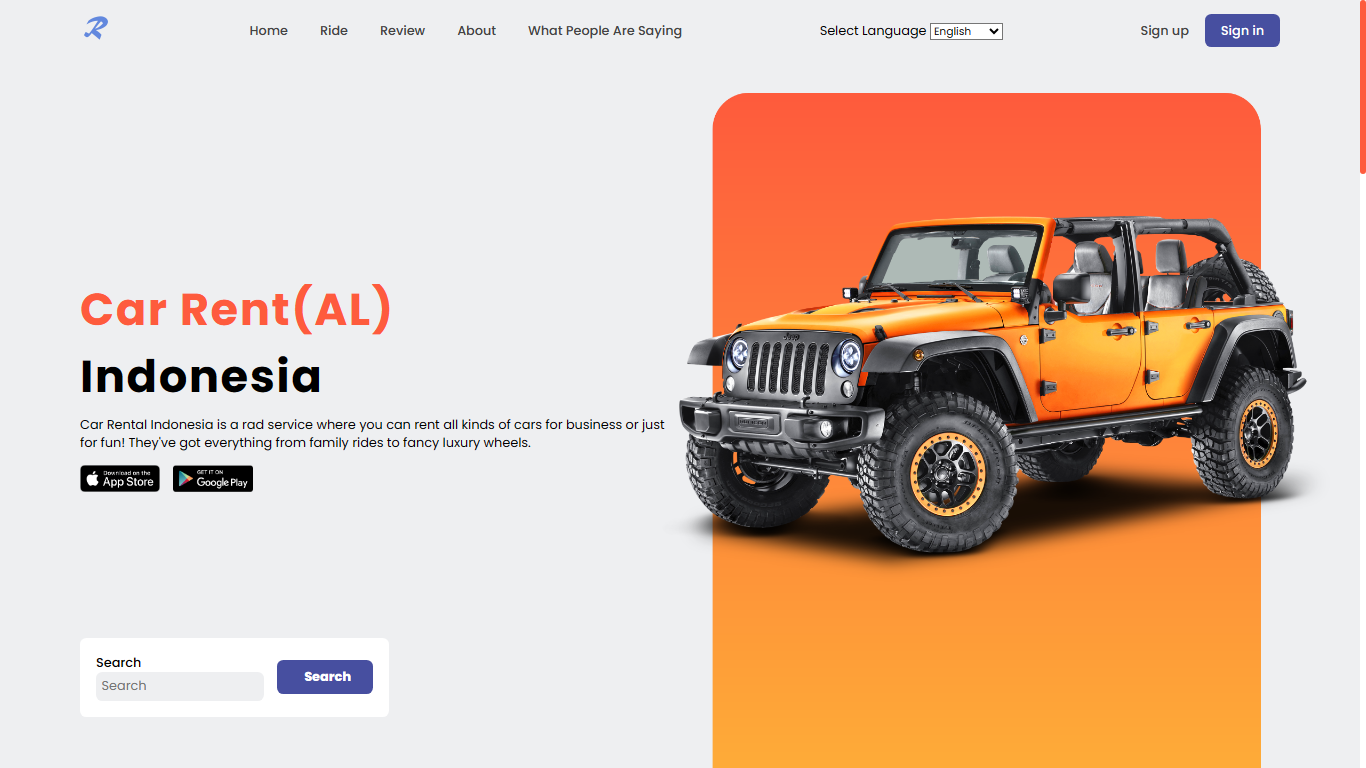 R
Home Ride Review About What People Are Saying Select Language English Sign up Sign in
Car Rent(AL)
Indonesia
Car Rental Indonesia is a rad service where you can rent all kinds of cars for business or just
for fun! They've got everything from family rides to fancy luxury wheels.
Download on the
App Store
GET IT ON
Google Play
Search
Search
Search
Jeep